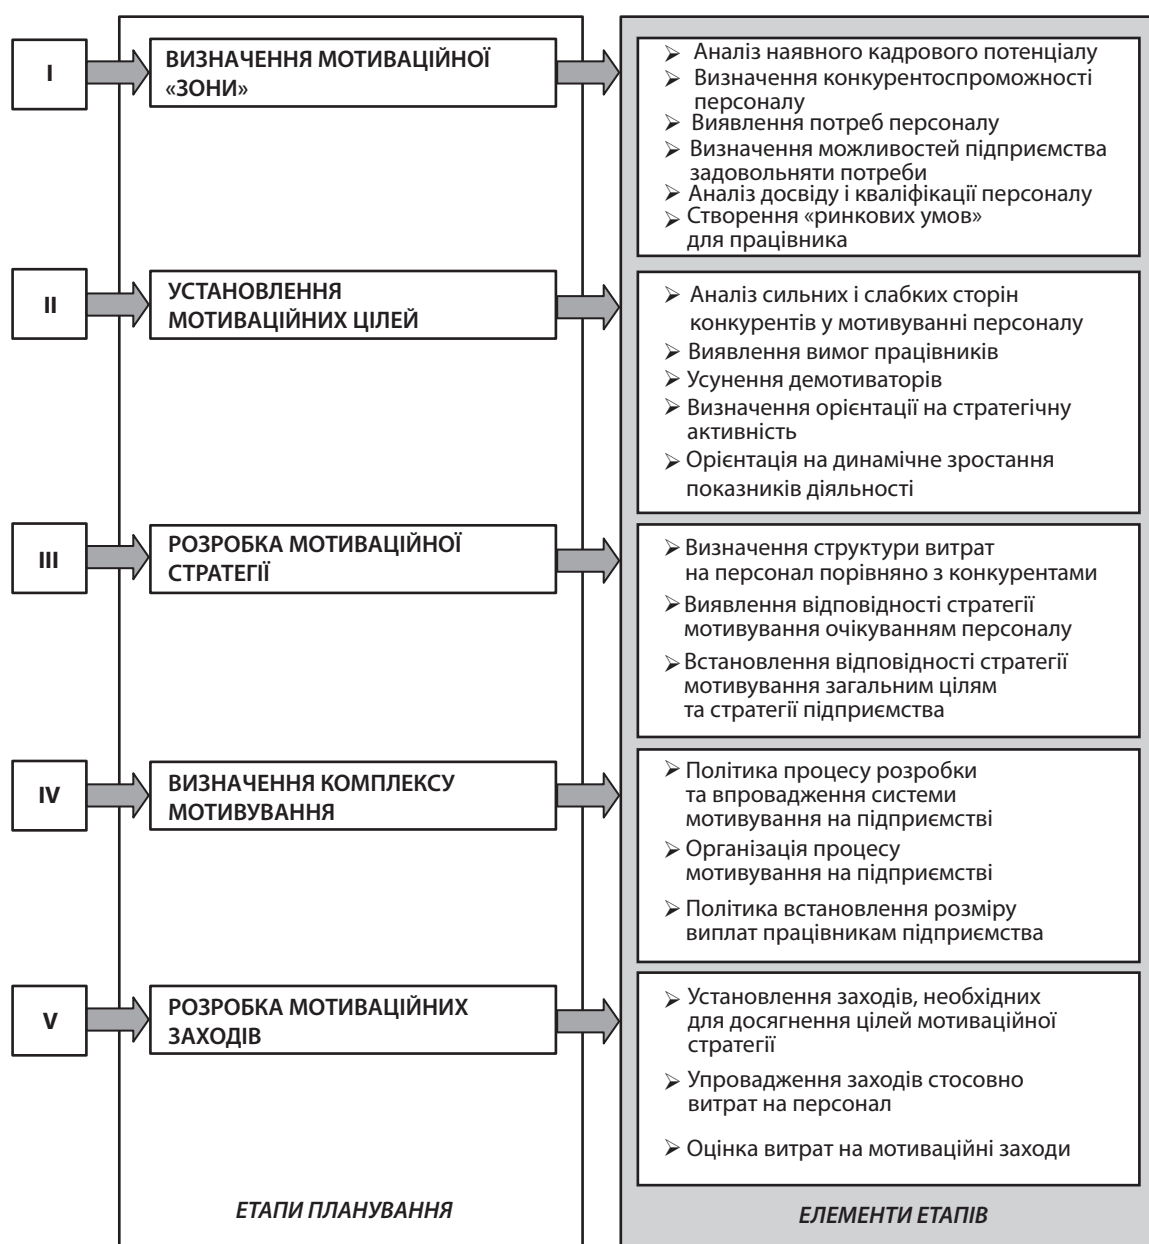 I
ВИЗНАЧЕННЯ МОТИВАЦІЙНОЇ
«ЗОНИ»
➢ Аналіз наявного кадрового потенціалу
➢ Визначення конкурентоспроможності
персоналу
➢ Виявлення потреб персоналу
➢ Визначення можливостей підприємства
задовольняти потреби
➢ Аналіз досвіду і кваліфікації персоналу
➢ Створення «ринкових умов»
для працівника
II
УСТАНОВЛЕННЯ
МОТИВАЦІЙНИХ ЦІЛЕЙ
➢ Аналіз сильних і слабких сторін
конкурентів у мотивуванні персоналу
➢ Виявлення вимог працівників
➢ Усунення демотиваторів
➢ Визначення орієнтації на стратегічну
активність
➢ Орієнтація на динамічне зростання
показників діяльності
III
РОЗРОБКА МОТИВАЦІЙНОЇ
СТРАТЕГІЇ
➢ Визначення структури витрат
на персонал порівняно з конкурентами
➢ Виявлення відповідності стратегії
мотивування очікуванням персоналу
➢ Встановлення відповідності стратегії
мотивування загальним цілям
та стратегії підприємства
IV
ВИЗНАЧЕННЯ КОМПЛЕКСУ
МОТИВУВАННЯ
➢ Політика процесу розробки
та впровадження системи
мотивування на підприємстві
➢ Організація процесу
мотивування на підприємстві
➢ Політика встановлення розміру
виплат працівникам підприємства
V
РОЗРОБКА МОТИВАЦІЙНИХ
ЗАХОДІВ
➢ Установлення заходів, необхідних
для досягнення цілей мотиваційної
стратегії
➢ Упровадження заходів стосовно
витрат на персонал
➢ Оцінка витрат на мотиваційні заходи
ЕТАПИ ПЛАНУВАННЯ
ЕЛЕМЕНТИ ЕТАПІВ